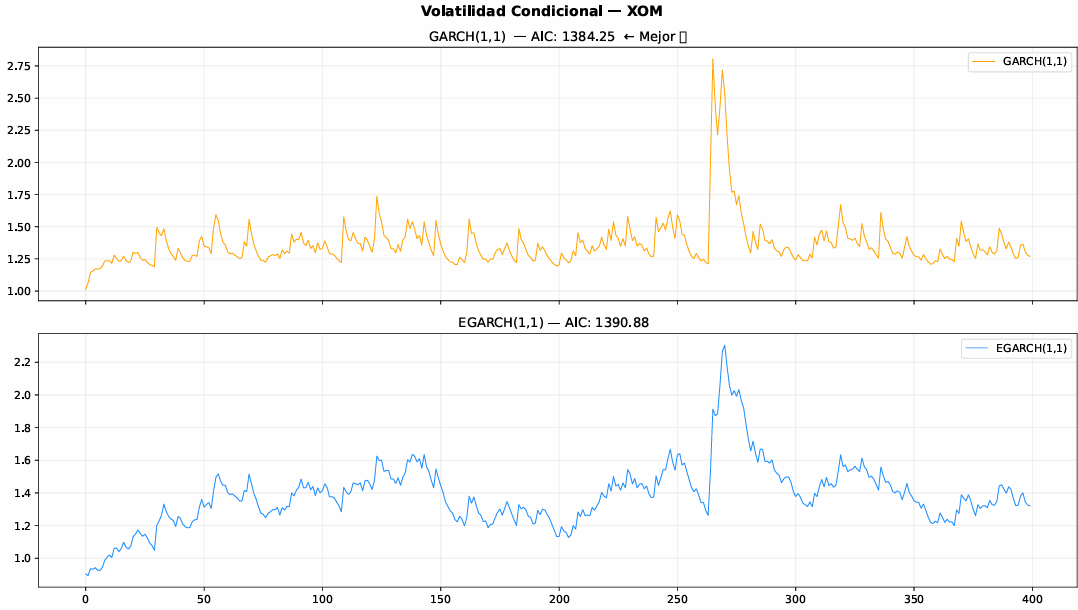 Volatilidad Condicional — XOM
GARCH(1,1) — AIC: 1384.25 ← Mejor
GARCH(1,1)
2.75
2.50
2.25
2.00
1.75
1.50
1.25
1.00
EGARCH(1,1) — AIC: 1390.88
EGARCH(1,1)
2.2
2.0
1.8
1.6
1.4
1.2
1.0
0 50 100 150 200 250 300 350 400